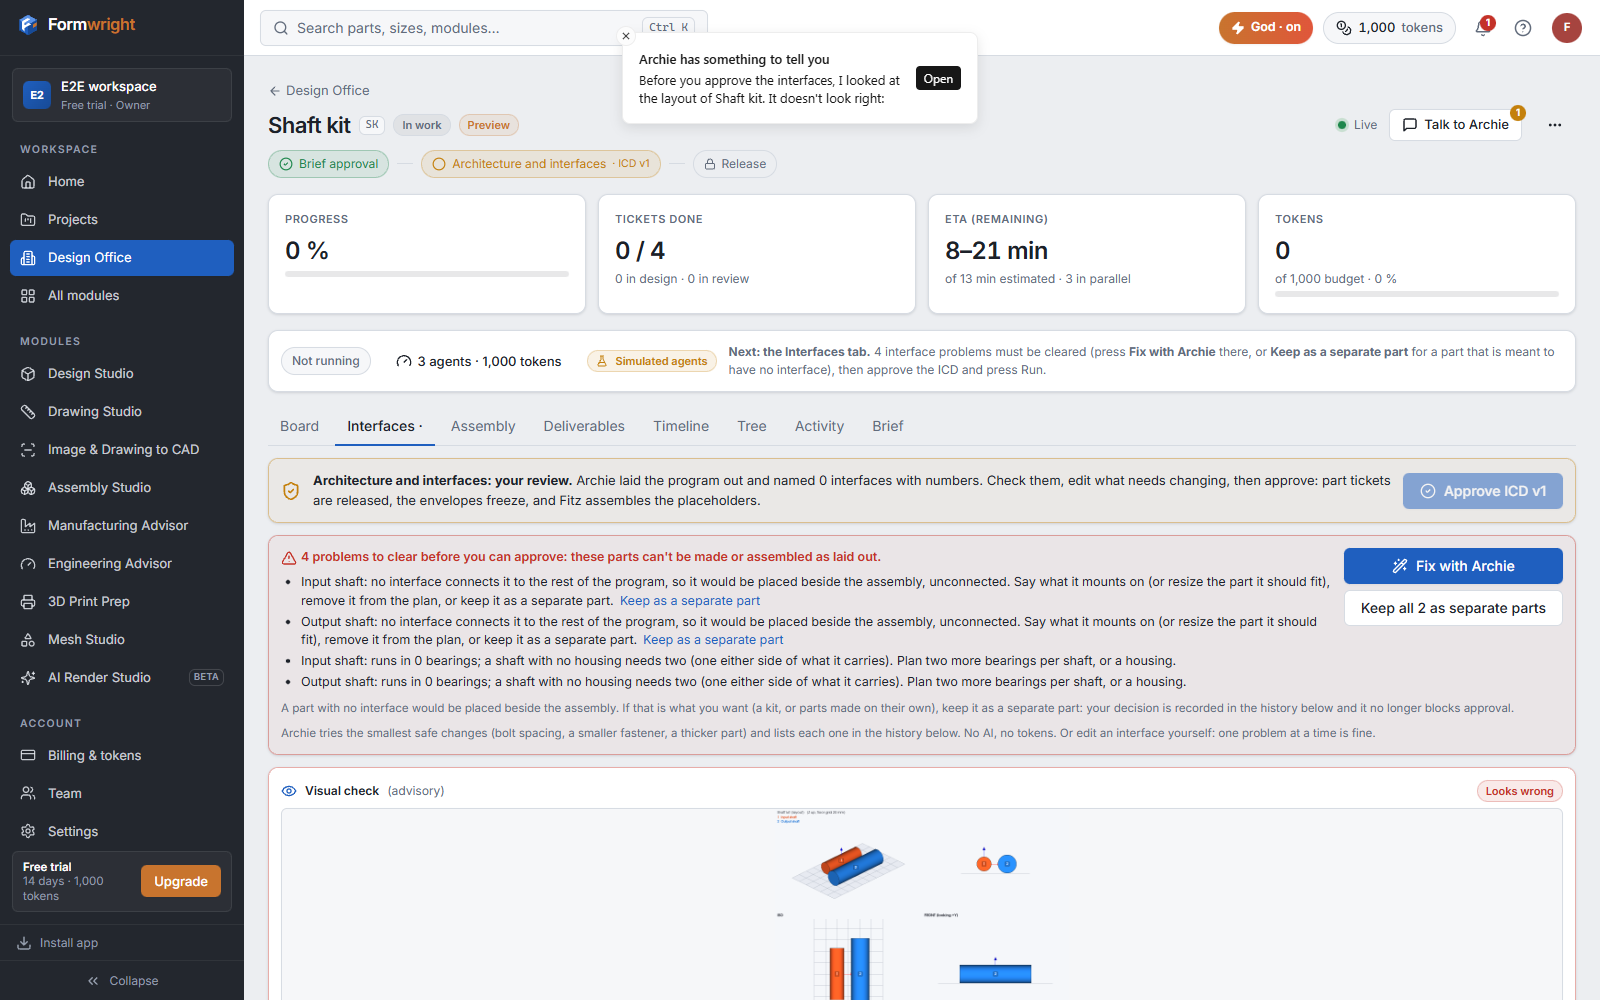 Formwright
Search parts, sizes, modules...
Ctrl K
God · on
1,000 tokens
1
F
E2
E2E workspace
Free trial · Owner
WORKSPACE
Home
Projects
Design Office
All modules
MODULES
Design Studio
Drawing Studio
Image & Drawing to CAD
Assembly Studio
Manufacturing Advisor
Engineering Advisor
3D Print Prep
Mesh Studio
AI Render Studio
BETA
ACCOUNT
Billing & tokens
Team
Settings
Free trial
14 days · 1,000
tokens
Upgrade
Install app
Collapse
Archie has something to tell you
Before you approve the interfaces, I looked at
the layout of Shaft kit. It doesn't look right:
Open
Design Office
Shaft kit
SK
In work
Preview
Live
Talk to Archie
1
Brief approval
Architecture and interfaces · ICD v1
Release
PROGRESS
0 %
TICKETS DONE
0 / 4
0 in design · 0 in review
ETA (REMAINING)
8–21 min
of 13 min estimated · 3 in parallel
TOKENS
0
of 1,000 budget · 0 %
Not running
3 agents · 1,000 tokens
Simulated agents
Next: the Interfaces tab. 4 interface problems must be cleared (press Fix with Archie there, or Keep as a separate part for a part that is meant to
have no interface), then approve the ICD and press Run.
Board
Interfaces ·
Assembly
Deliverables
Timeline
Tree
Activity
Brief
Architecture and interfaces: your review. Archie laid the program out and named 0 interfaces with numbers. Check them, edit what needs changing, then approve: part tickets
are released, the envelopes freeze, and Fitz assembles the placeholders.
Approve ICD v1
4 problems to clear before you can approve: these parts can't be made or assembled as laid out.
• Input shaft: no interface connects it to the rest of the program, so it would be placed beside the assembly, unconnected. Say what it mounts on (or resize the part it should fit),
remove it from the plan, or keep it as a separate part. Keep as a separate part
• Output shaft: no interface connects it to the rest of the program, so it would be placed beside the assembly, unconnected. Say what it mounts on (or resize the part it should
fit), remove it from the plan, or keep it as a separate part. Keep as a separate part
• Input shaft: runs in 0 bearings; a shaft with no housing needs two (one either side of what it carries). Plan two more bearings per shaft, or a housing.
• Output shaft: runs in 0 bearings; a shaft with no housing needs two (one either side of what it carries). Plan two more bearings per shaft, or a housing.
Fix with Archie
Keep all 2 as separate parts
A part with no interface would be placed beside the assembly. If that is what you want (a kit, or parts made on their own), keep it as a separate part: your decision is recorded in the history below and it no longer blocks approval.
Archie tries the smallest safe changes (bolt spacing, a smaller fastener, a thicker part) and lists each one in the history below. No AI, no tokens. Or edit an interface yourself: one problem at a time is fine.
Visual check (advisory)
Looks wrong